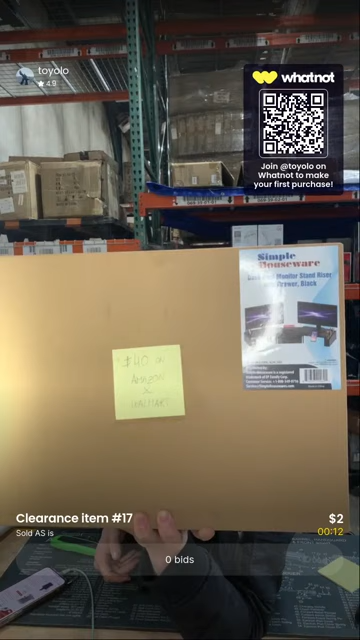 toyolo
★ 4.9
whatnot
Join @toyolo on
Whatnot to make
your first purchase!
Simple
Houseware
Monitor Stand Riser
Drawer, Black
$40 in
Amazon
X
WALMART
Clearance item #17
$2
Sold AS is
00:12
0 bids